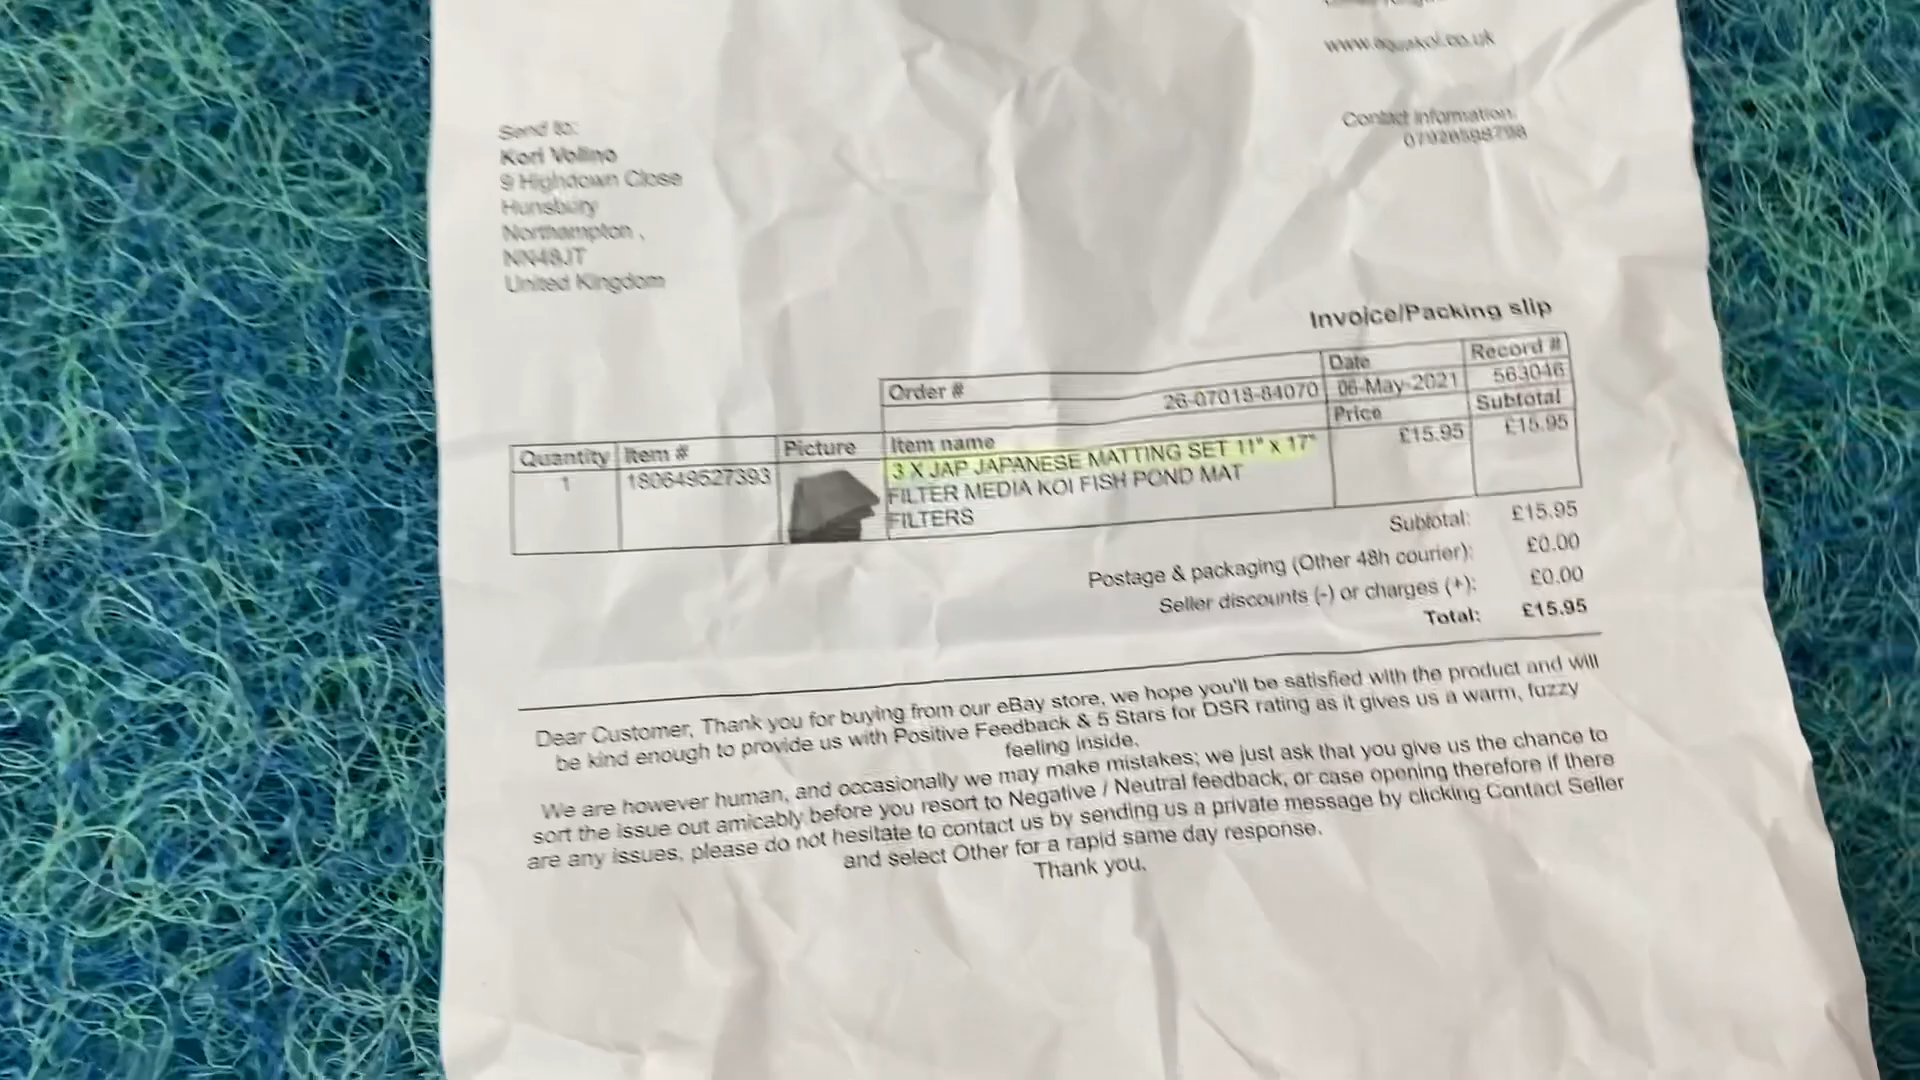 www.aquakoi.co.uk
Contact information:
Send to:
9 Highdown Close
Hunsbury
Northampton ,
United Kingdom
Invoice/Packing slip
Order # Date Record #
26-07018-84070 06-May-2021 563046
Quantity Item # Picture Item name Price Subtotal
1 180649527393 3 X JAP JAPANESE MATTING SET 11" x 17" £15.95 £15.95
FILTER MEDIA KOI FISH POND MAT
FILTERS
Subtotal: £15.95
Postage & packaging (Other 48h courier): £0.00
Seller discounts (-) or charges (+): £0.00
Total: £15.95
Dear Customer, Thank you for buying from our eBay store, we hope you'll be satisfied with the product and will
be kind enough to provide us with Positive Feedback & 5 Stars for DSR rating as it gives us a warm, fuzzy
feeling inside.
We are however human, and occasionally we may make mistakes; we just ask that you give us the chance to
sort the issue out amicably before you resort to Negative / Neutral feedback, or case opening therefore if there
are any issues, please do not hesitate to contact us by sending us a private message by clicking Contact Seller
and select Other for a rapid same day response.
Thank you.